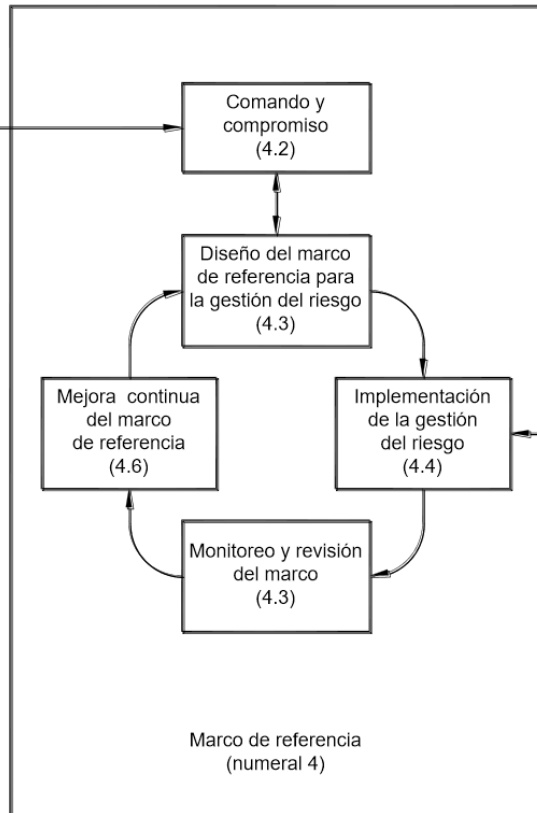 Comando y
compromiso
(4.2)
Diseño del marco
de referencia para
la gestión del riesgo
(4.3)
Mejora continua
del marco
de referencia
(4.6)
Implementación
de la gestión
del riesgo
(4.4)
Monitoreo y revisión
del marco
(4.3)
Marco de referencia
(numeral 4)